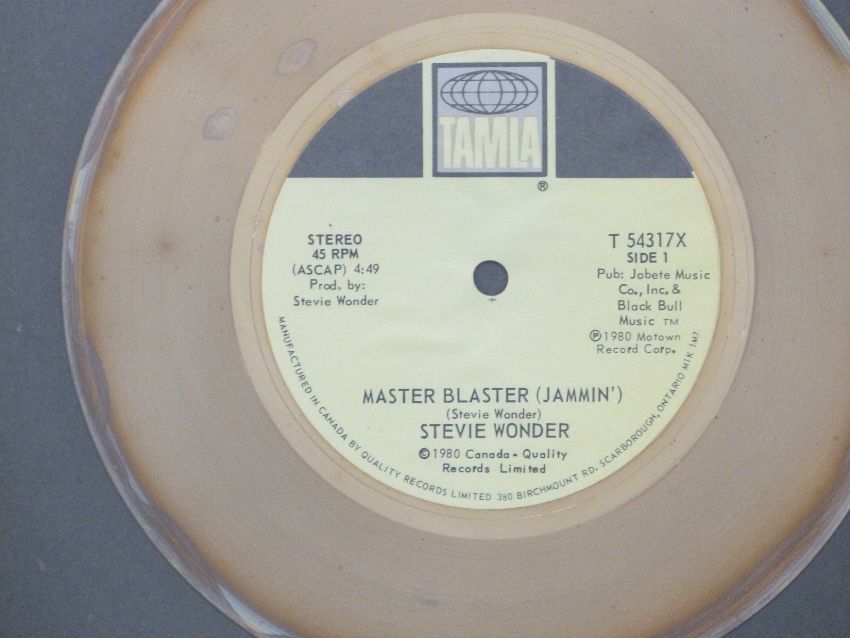 TAMLA
®
STEREO
45 RPM
(ASCAP) 4:49
Prod. by:
Stevie Wonder
T 54317X
SIDE 1
Pub: Jobete Music
Co., Inc. &
Black Bull
Music TM
Ⓟ1980 Motown
Record Corp.
MASTER BLASTER (JAMMIN')
(Stevie Wonder)
STEVIE WONDER
©1980 Canada - Quality
Records Limited
MANUFACTURED IN CANADA BY QUALITY RECORDS LIMITED 380 BIRCHMOUNT RD. SCARBOROUGH, ONTARIO M1K 1M7